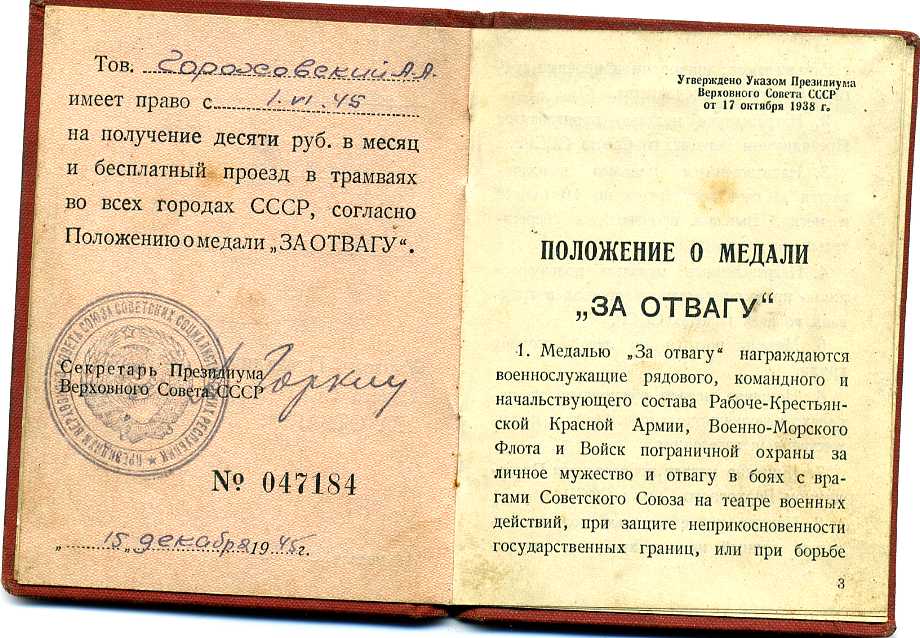 Тов. Гороховский А.А.
имеет право с 1.VI.45
на получение десяти руб. в месяц
и бесплатный проезд в трамваях
во всех городах СССР, согласно
Положению о медали „ЗА ОТВАГУ“.
Секретарь Президиума
Верховного Совета СССР
Горкин
№ 047184
„ 15 декабря 1945 г.
Утверждено Указом Президиума
Верховного Совета СССР
от 17 октября 1938 г.
ПОЛОЖЕНИЕ О МЕДАЛИ
„ЗА ОТВАГУ“
1. Медалью „За отвагу“ награждаются
военнослужащие рядового, командного и
начальствующего состава Рабоче-Крестьян-
ской Красной Армии, Военно-Морского
Флота и Войск пограничной охраны за
личное мужество и отвагу в боях с вра-
гами Советского Союза на театре военных
действий, при защите неприкосновенности
государственных границ, или при борьбе
3